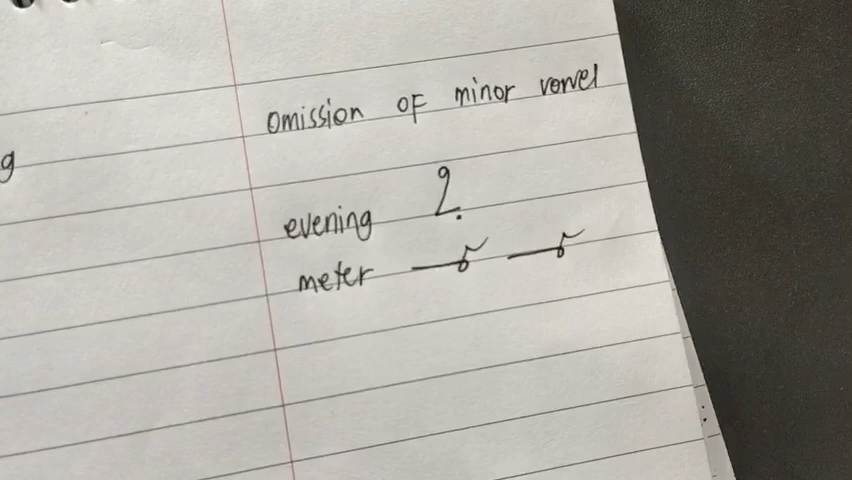 omission of minor vowel
g
evening
meter